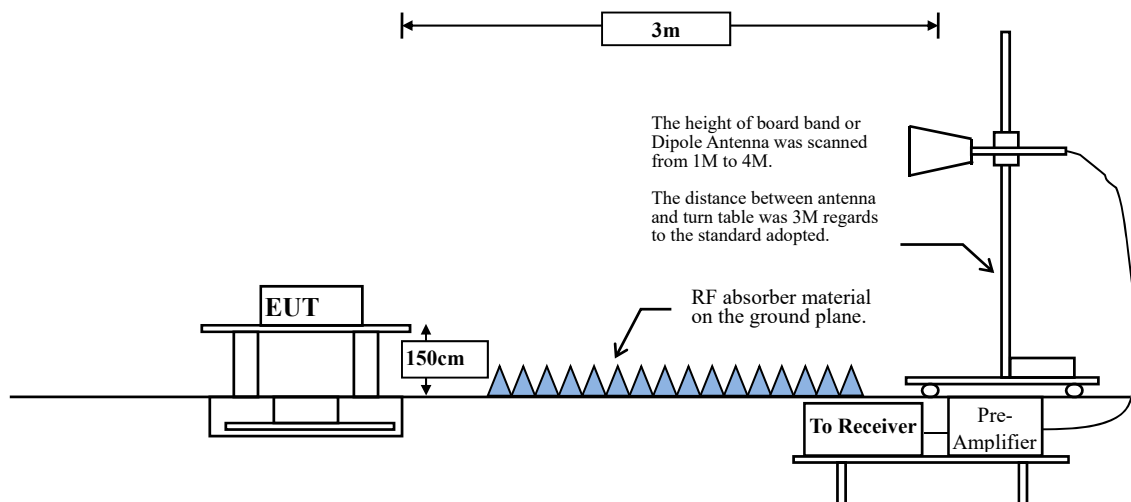 3m
The height of board band or
Dipole Antenna was scanned
from 1M to 4M.
The distance between antenna
and turn table was 3M regards
to the standard adopted.
EUT
RF absorber material
on the ground plane.
150cm
To Receiver
Pre-
Amplifier